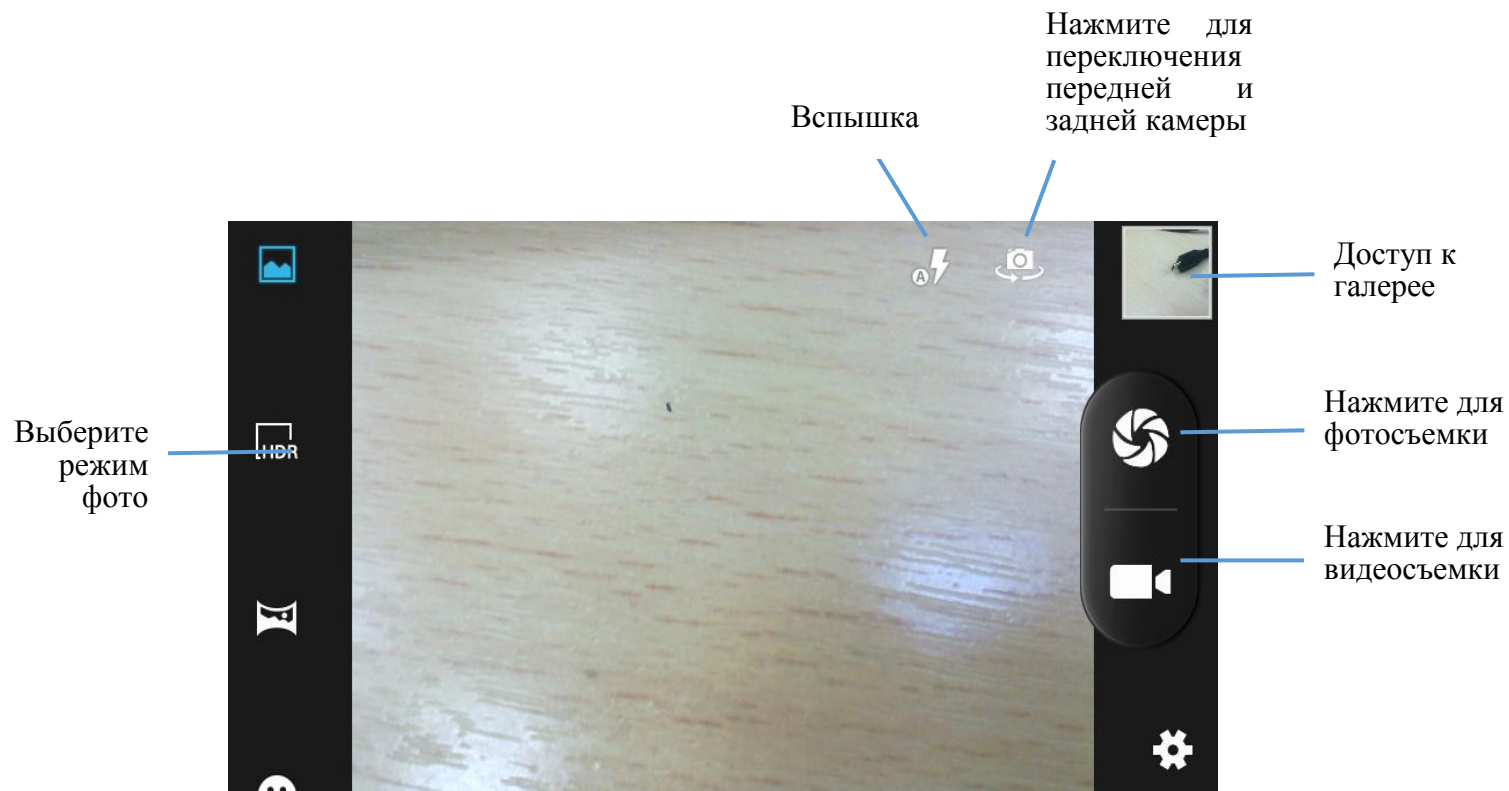 Нажмите для
переключения
передней и
задней камеры
Вспышка
Доступ к
галерее
Выберите
режим
фото
HDR
A
Нажмите для
фотосъемки
Нажмите для
видеосъемки